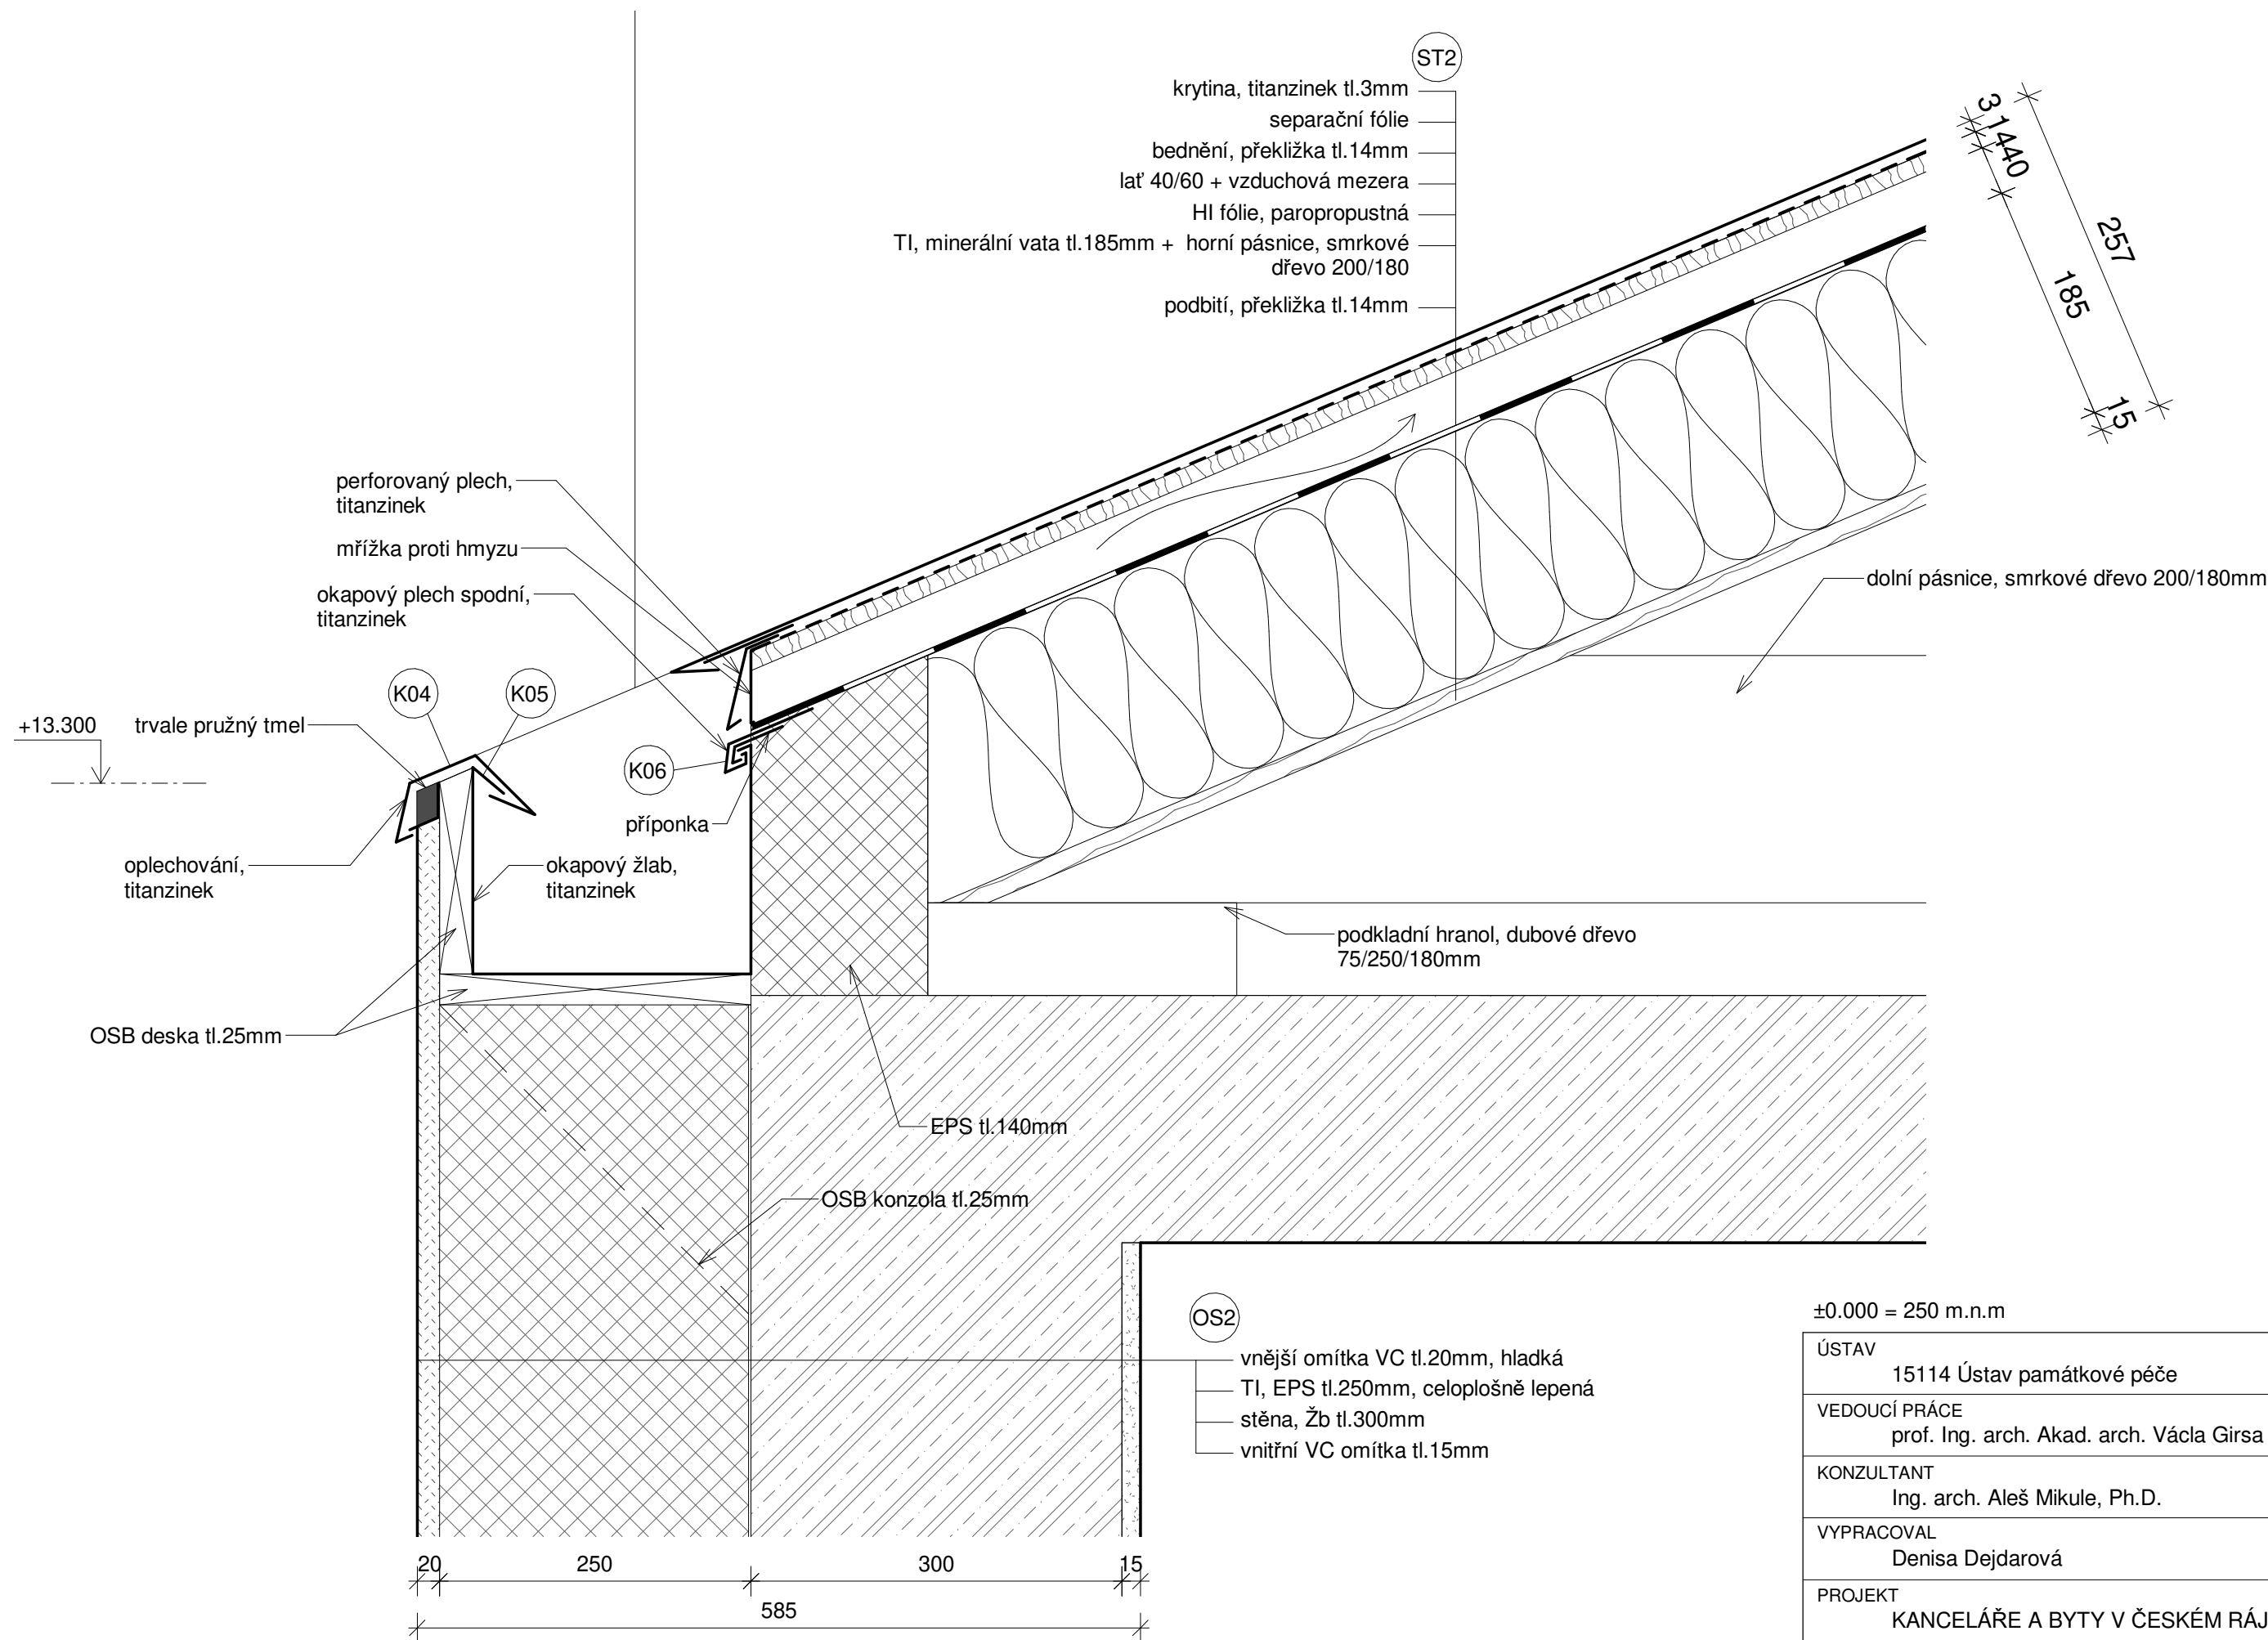 ST2
krytina, titanzinek tl.3mm
separační fólie
bednění, překližka tl.14mm
lať 40/60 + vzduchová mezera
HI fólie, paropropustná
TI, minerální vata tl.185mm + horní pásnice, smrkové
dřevo 200/180
podbití, překližka tl.14mm
3
14
40
185
15
257
perforovaný plech,
titanzinek
mřížka proti hmyzu
okapový plech spodní,
titanzinek
dolní pásnice, smrkové dřevo 200/180mm
K04
K05
+13.300
trvale pružný tmel
K06
příponka
oplechování,
titanzinek
okapový žlab,
titanzinek
podkladní hranol, dubové dřevo
75/250/180mm
OSB deska tl.25mm
EPS tl.140mm
OSB konzola tl.25mm
OS2
vnější omítka VC tl.20mm, hladká
TI, EPS tl.250mm, celoplošně lepená
stěna, Žb tl.300mm
vnitřní VC omítka tl.15mm
20
250
300
15
585
±0.000 = 250 m.n.m
ÚSTAV
15114 Ústav památkové péče
VEDOUCÍ PRÁCE
prof. Ing. arch. Akad. arch. Václa Girsa
KONZULTANT
Ing. arch. Aleš Mikule, Ph.D.
VYPRACOVAL
Denisa Dejdarová
PROJEKT
KANCELÁŘE A BYTY V ČESKÉM RÁJ